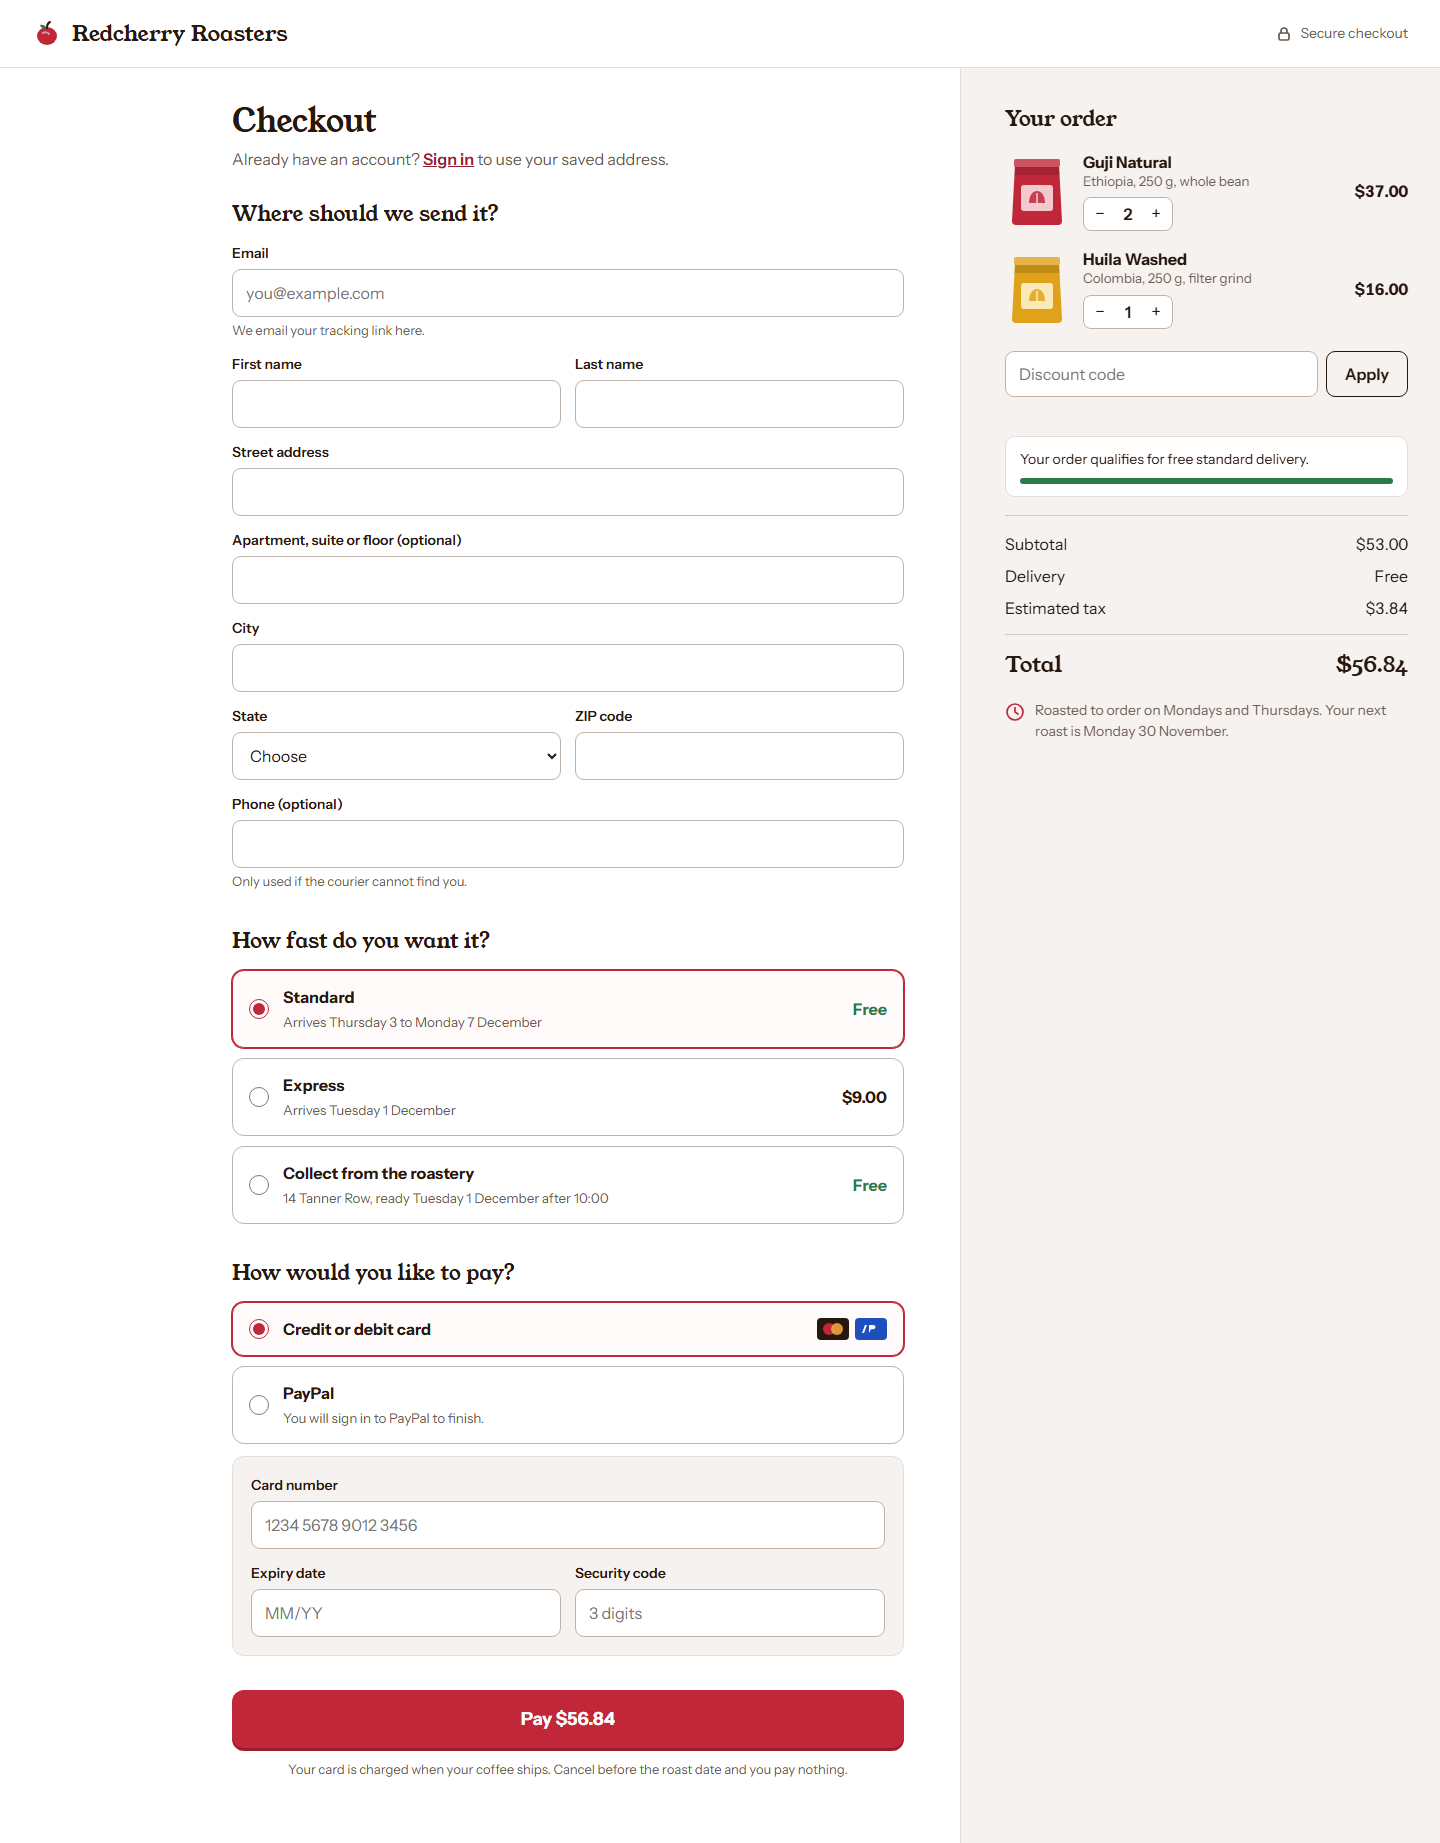 Redcherry Roasters
Secure checkout
Checkout
Already have an account? Sign in to use your saved address.
Where should we send it?
Email
you@example.com
We email your tracking link here.
First name
Last name
Street address
Apartment, suite or floor (optional)
City
State
ZIP code
Choose
Phone (optional)
Only used if the courier cannot find you.
How fast do you want it?
Standard
Arrives Thursday 3 to Monday 7 December
Free
Express
Arrives Tuesday 1 December
$9.00
Collect from the roastery
14 Tanner Row, ready Tuesday 1 December after 10:00
Free
How would you like to pay?
Credit or debit card
PayPal
You will sign in to PayPal to finish.
Card number
1234 5678 9012 3456
Expiry date
Security code
MM/YY
3 digits
Pay $56.84
Your card is charged when your coffee ships. Cancel before the roast date and you pay nothing.
Your order
Guji Natural
Ethiopia, 250 g, whole bean
− 2 +
$37.00
Huila Washed
Colombia, 250 g, filter grind
− 1 +
$16.00
Discount code
Apply
Your order qualifies for free standard delivery.
Subtotal
$53.00
Delivery
Free
Estimated tax
$3.84
Total
$56.84
Roasted to order on Mondays and Thursdays. Your next
roast is Monday 30 November.